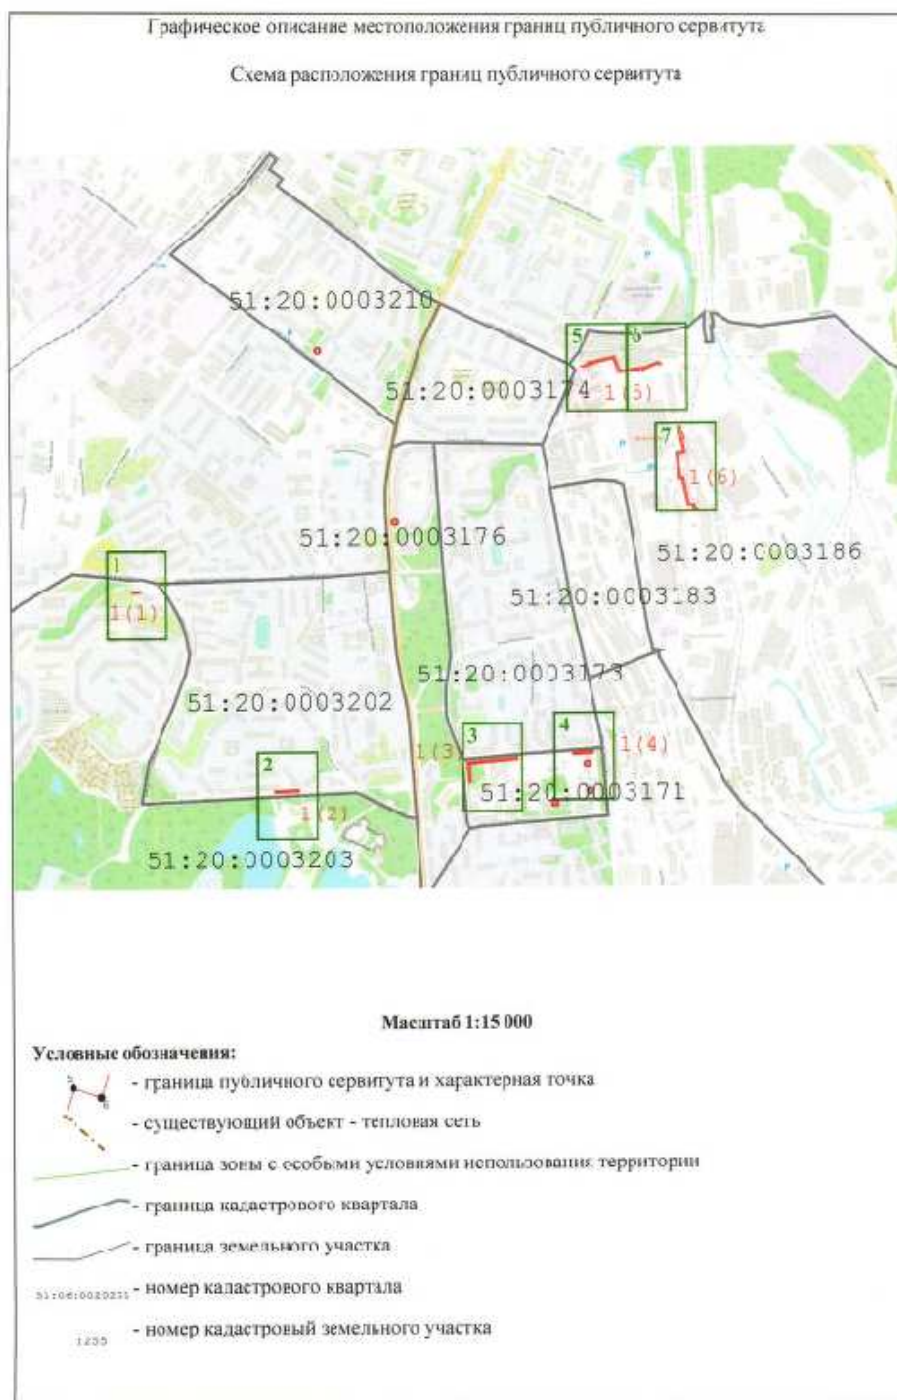 Графическое описание местоположения границ публичного сервитута
Схема расположения границ публичного сервитута
51:20:0003210
5 6
51:20:0003174
1(5)
7
1(6)
51:20:0003176
51:20:0003186
1
1(1)
51:20:0003183
51:20:0003173
51:20:0003202
3
4
1(3
1(4)
2
51:20:0003171
1(2)
51:20:0003203
Масштаб 1:15 000
Условные обозначения:
- граница публичного сервитута и характерная точка
- существующий объект - тепловая сеть
- граница зоны с особыми условиями использования территории
- граница кадастрового квартала
- граница земельного участка
- номер кадастрового квартала
1255 - номер кадастровый земельного участка